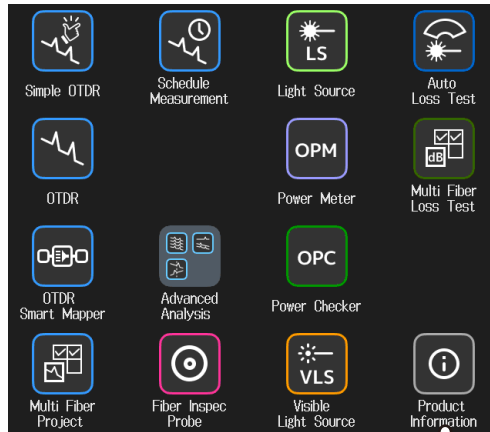 LS
Simple OTDR
Schedule
Measurement
Light Source
Auto
Loss Test
OPM
dB
OTDR
Power Meter
Multi Fiber
Loss Test
OPC
OTDR
Smart Mapper
Advanced
Analysis
Power Checker
VLS
Multi Fiber
Project
Fiber Inspec
Probe
Visible
Light Source
Product
Information